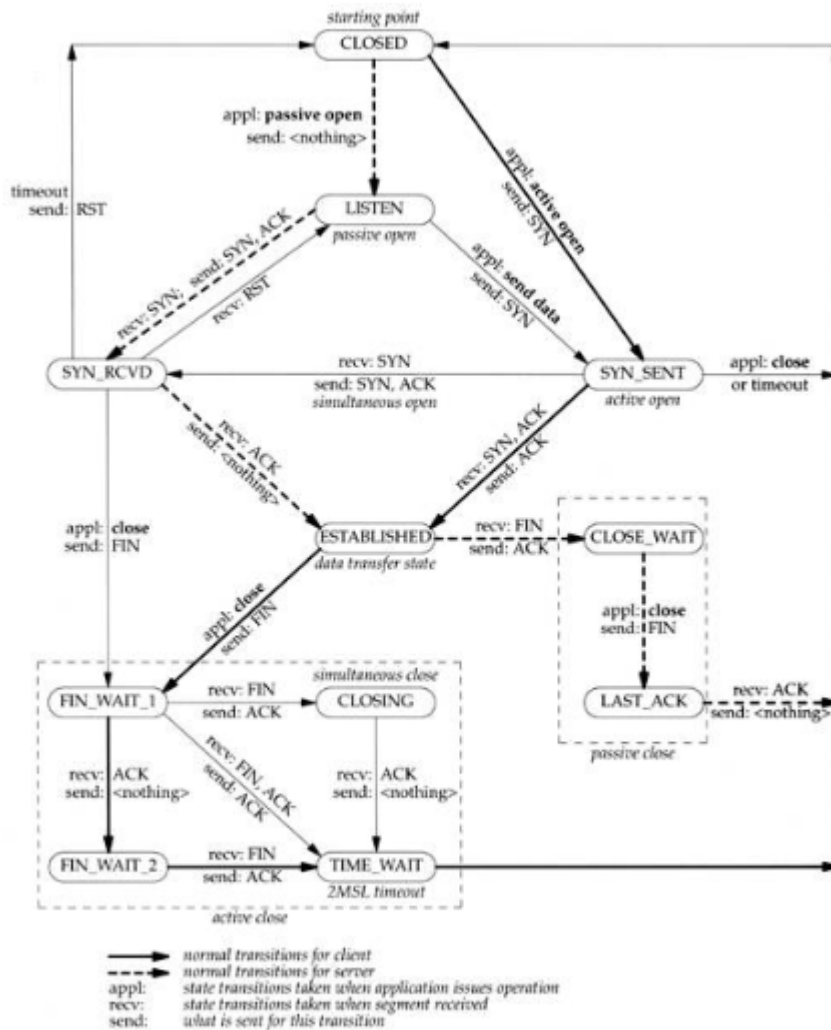 starting point
CLOSED
appl: passive open
send: <nothing>
appl: active open
send: SYN
timeout
send: RST
LISTEN
passive open
recv: SYN; send: SYN, ACK
recv: RST
appl: send data
send: SYN
SYN_RCVD
recv: SYN
send: SYN, ACK
simultaneous open
SYN_SENT
active open
appl: close
or timeout
recv: ACK
send: <nothing>
recv: SYN, ACK
send: ACK
appl: close
send: FIN
ESTABLISHED
data transfer state
recv: FIN
send: ACK
CLOSE_WAIT
appl: close
send: FIN
appl: close
send: FIN
simultaneous close
FIN_WAIT_1
recv: FIN
send: ACK
CLOSING
LAST_ACK
recv: ACK
send: <nothing>
passive close
recv: ACK
send: <nothing>
recv: FIN, ACK
send: ACK
recv: ACK
send: <nothing>
FIN_WAIT_2
recv: FIN
send: ACK
TIME_WAIT
2MSL timeout
active close
normal transitions for client
normal transitions for server
appl: state transitions taken when application issues operation
recv: state transitions taken when segment received
send: what is sent for this transition